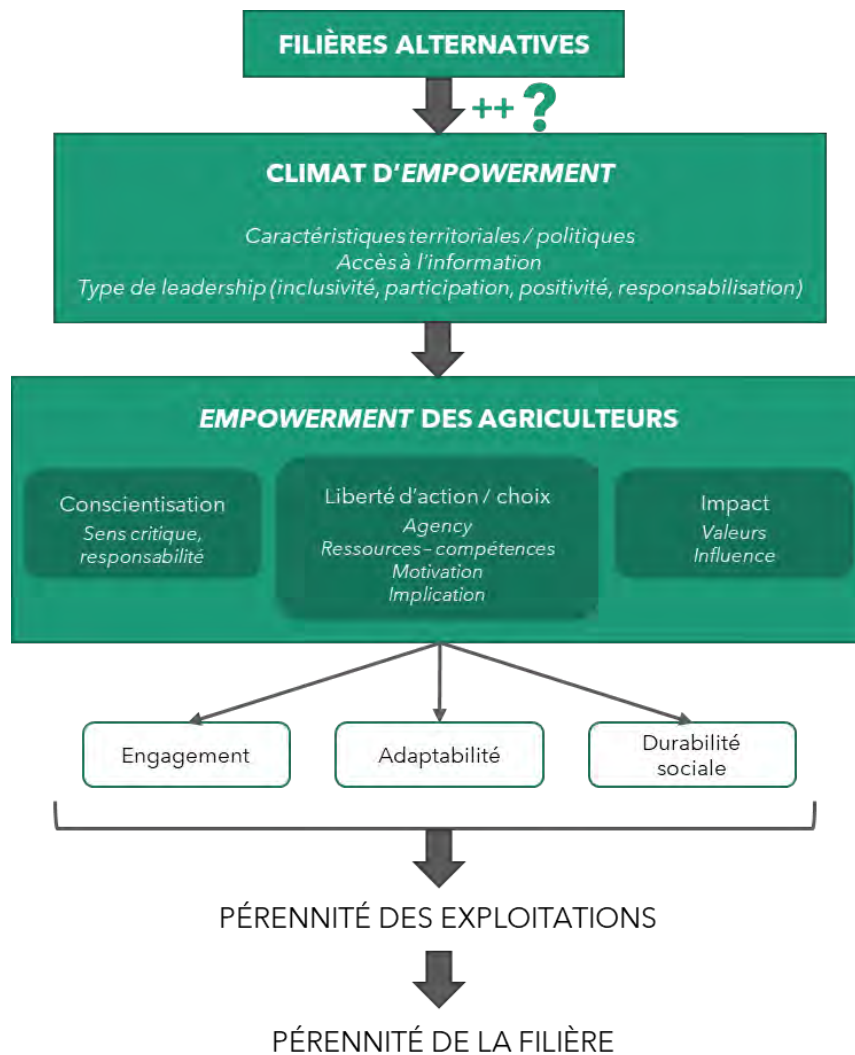 FILIÈRES ALTERNATIVES
++ ?
CLIMAT D'EMPOWERMENT
Caractéristiques territoriales / politiques
Accès à l'information
Type de leadership (inclusivité, participation, positivité, responsabilisation)
EMPOWERMENT DES AGRICULTEURS
Conscientisation
Sens critique,
responsabilité
Liberté d'action / choix
Agency
Ressources – compétences
Motivation
Implication
Impact
Valeurs
Influence
Engagement
Adaptabilité
Durabilité
sociale
PÉRENNITÉ DES EXPLOITATIONS
PÉRENNITÉ DE LA FILIÈRE